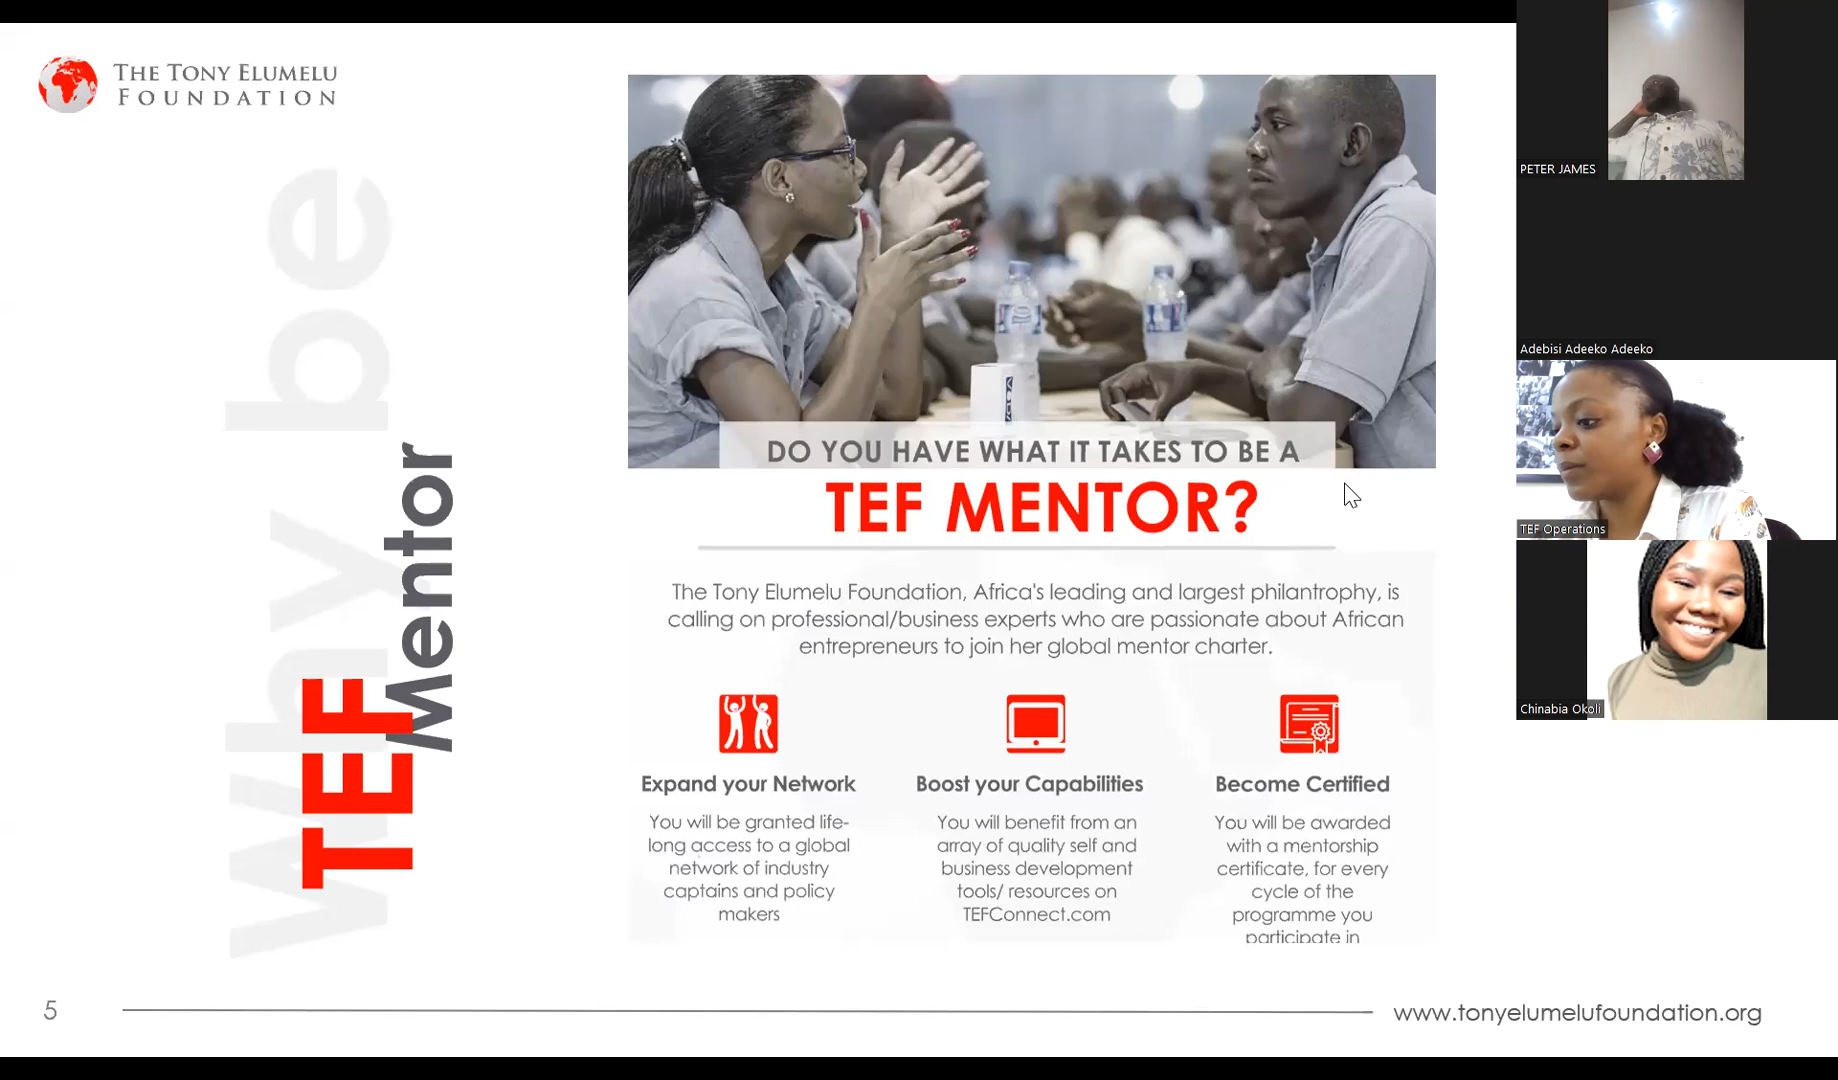 THE TONY ELUMELU
FOUNDATION
why be
TEF
Mentor
DO YOU HAVE WHAT IT TAKES TO BE A
TEF MENTOR?
The Tony Elumelu Foundation, Africa's leading and largest philantrophy, is
calling on professional/business experts who are passionate about African
entrepreneurs to join her global mentor charter.
Expand your Network
You will be granted life-
long access to a global
network of industry
captains and policy
makers
Boost your Capabilities
You will benefit from an
array of quality self and
business development
tools/ resources on
TEFConnect.com
Become Certified
You will be awarded
with a mentorship
certificate, for every
cycle of the
programme you
participate in
5
www.tonyelumelufoundation.org
PETER JAMES
Adebisi Adeeko Adeeko
TEF Operations
Chinabia Okoli